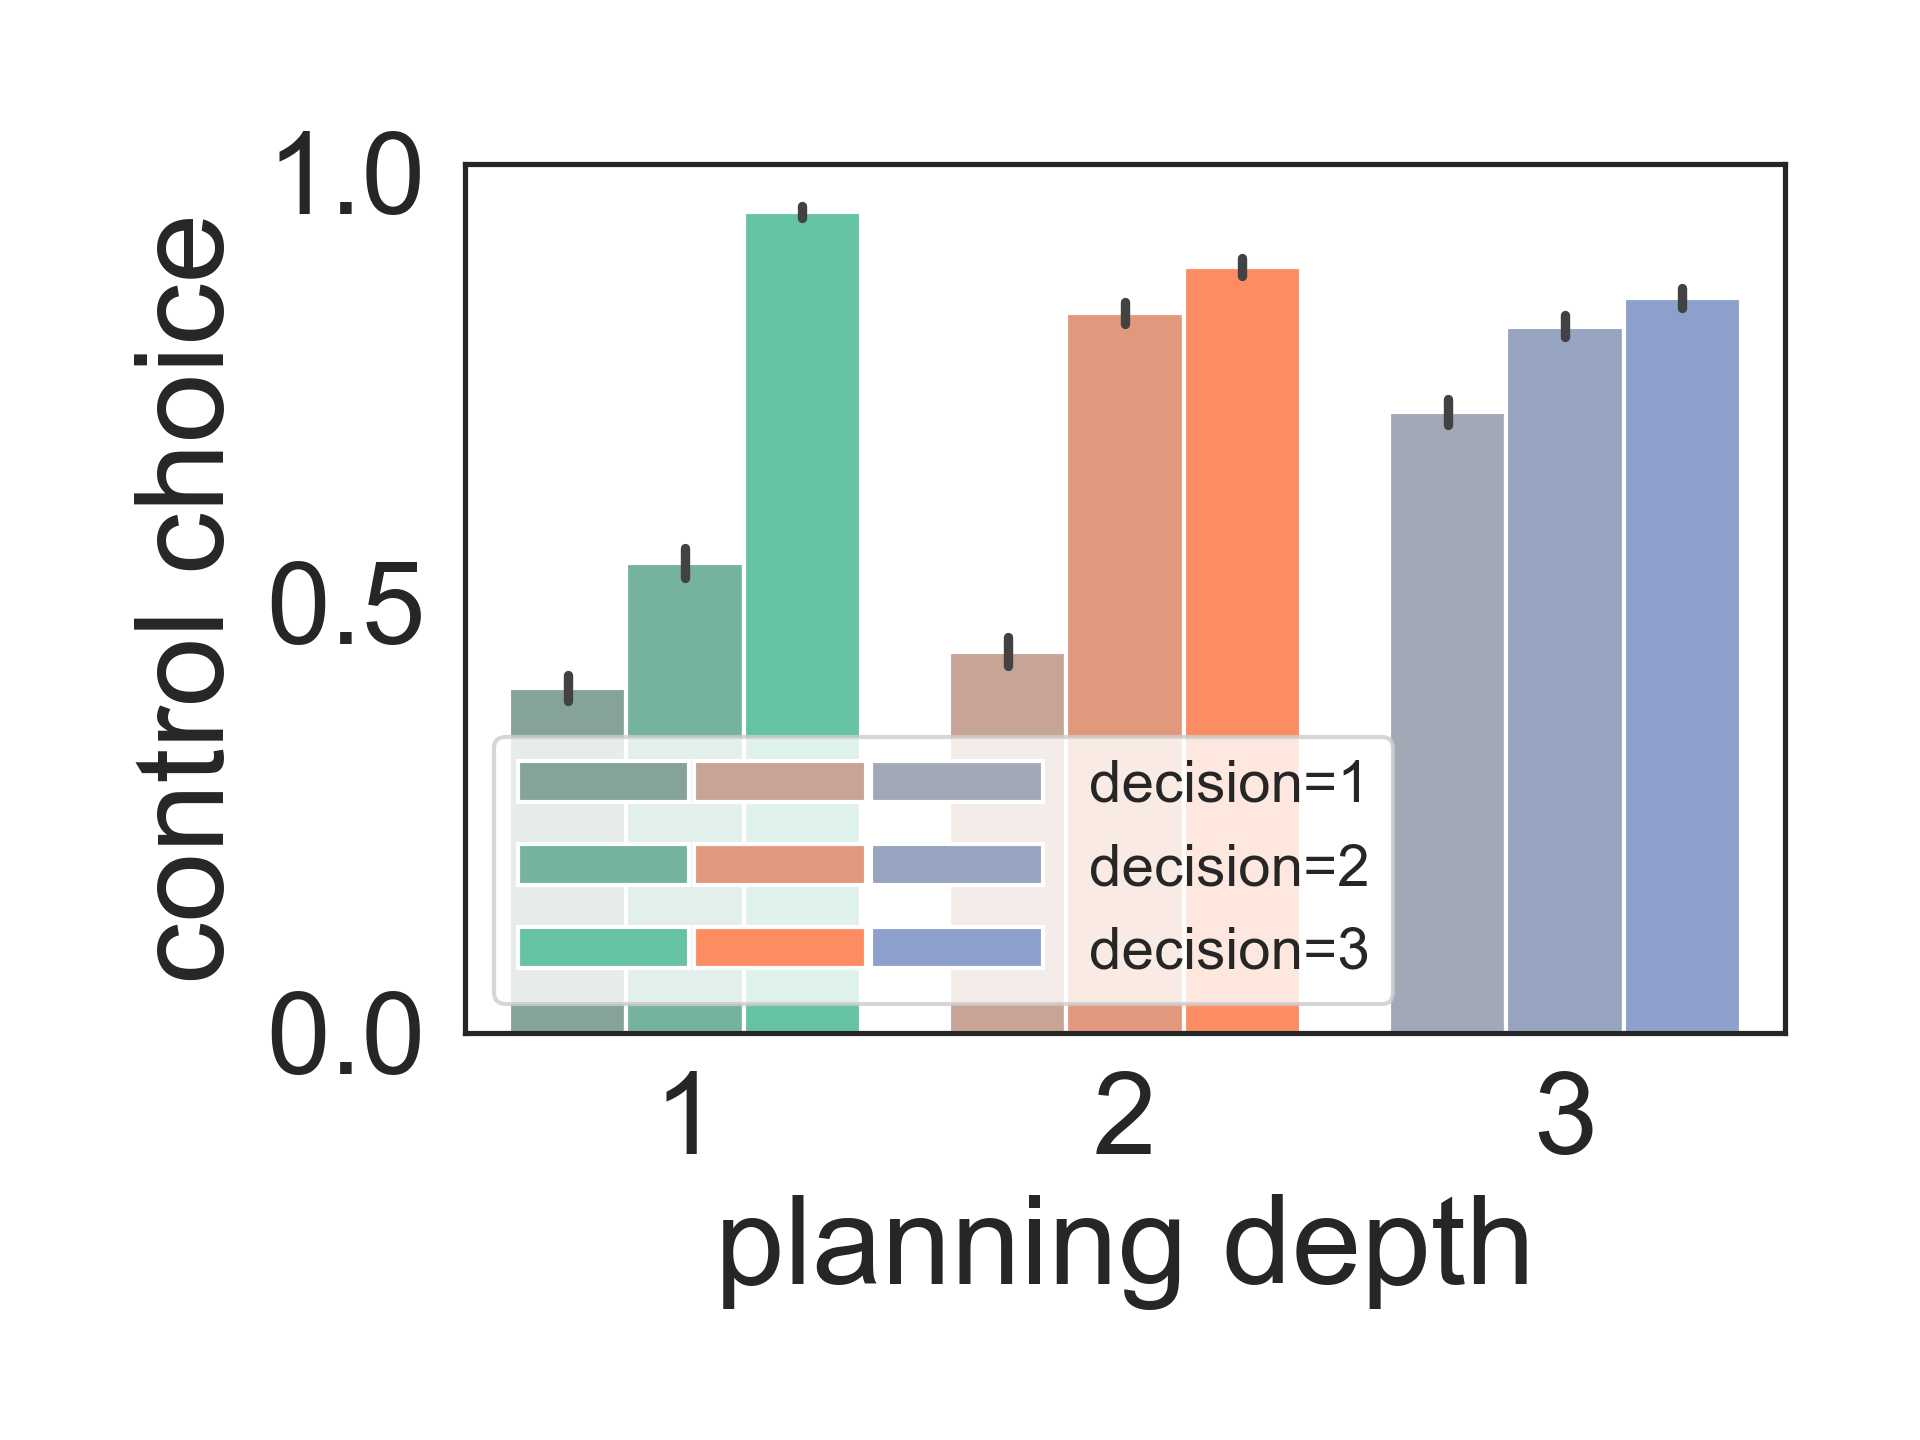 control choice
1.0
0.5
0.0
decision=1
decision=2
decision=3
1 2 3
planning depth